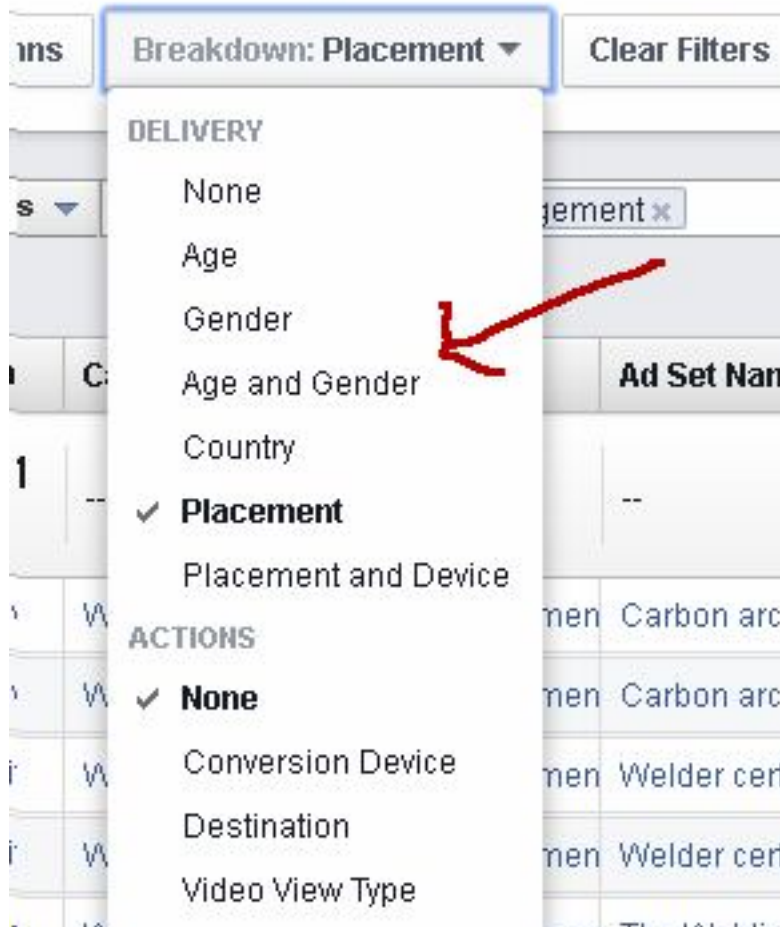 Breakdown: Placement Clear Filters
DELIVERY
None
s
Age
Gender
Age and Gender
Ad Set Nam
Country
1
--
--
Placement
Placement and Device
Carbon arc
ACTIONS
None
Carbon arc
Conversion Device
Welder cer
Destination
Welder cer
Video View Type